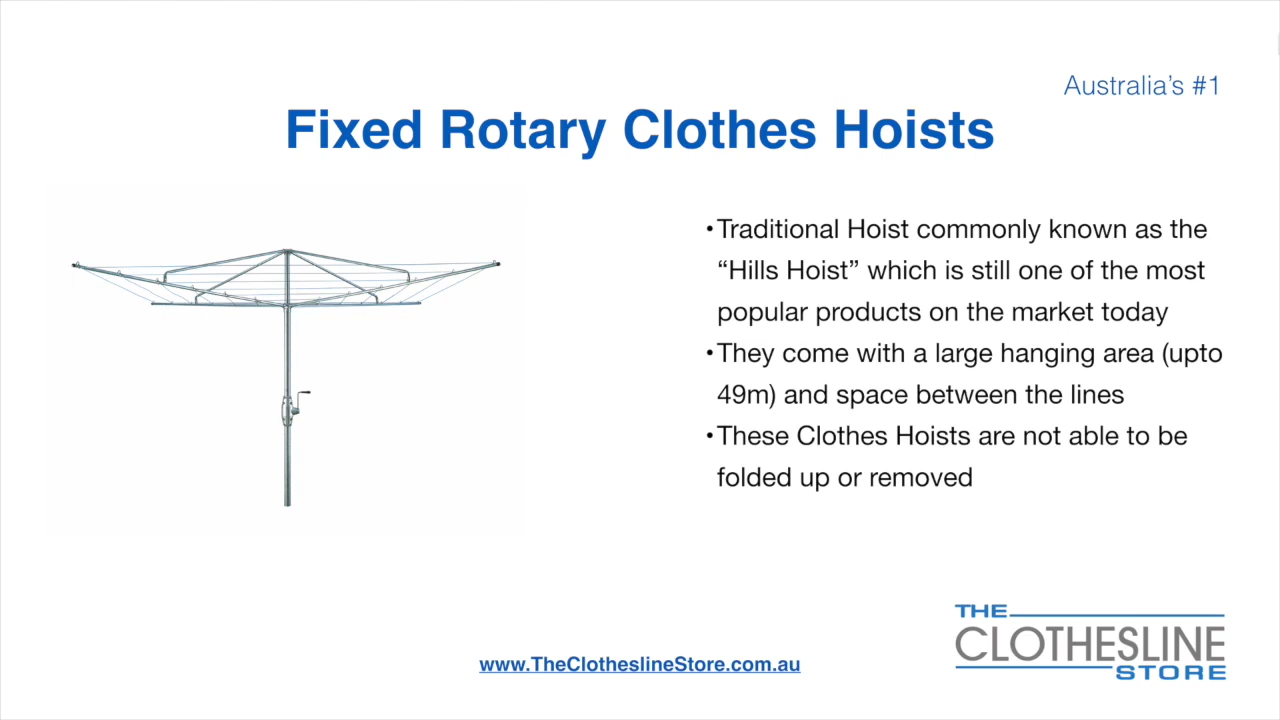 Australia's #1
Fixed Rotary Clothes Hoists
•Traditional Hoist commonly known as the
“Hills Hoist” which is still one of the most
popular products on the market today
•They come with a large hanging area (upto
49m) and space between the lines
•These Clothes Hoists are not able to be
folded up or removed
www.TheClotheslineStore.com.au
THE
CLOTHESLINE
STORE